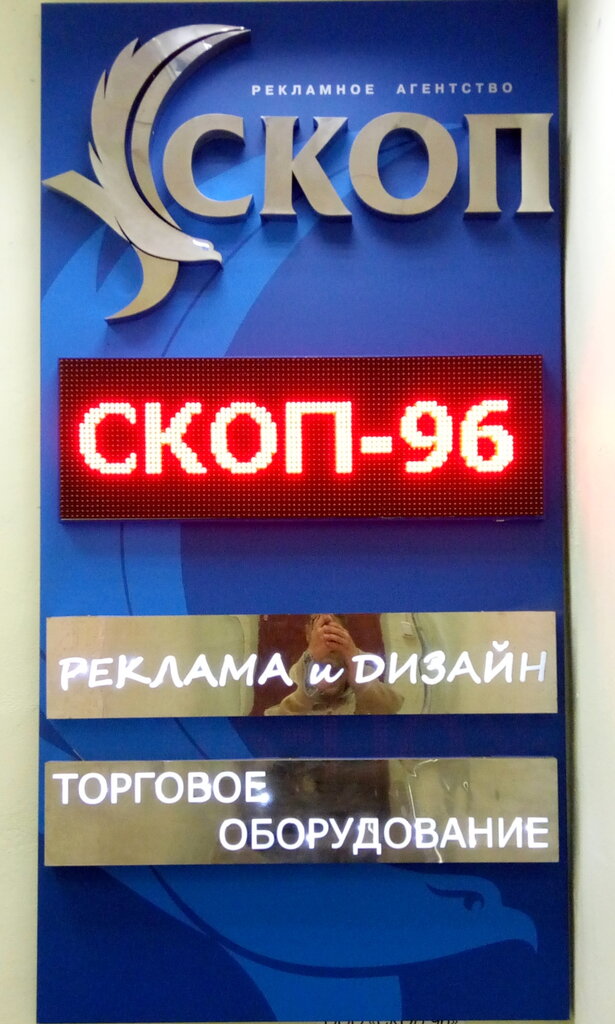 РЕКЛАМНОЕ АГЕНТСТВО
СКОП
СКОП-96
РЕКЛАМА и ДИЗАЙН
ТОРГОВОЕ
ОБОРУДОВАНИЕ